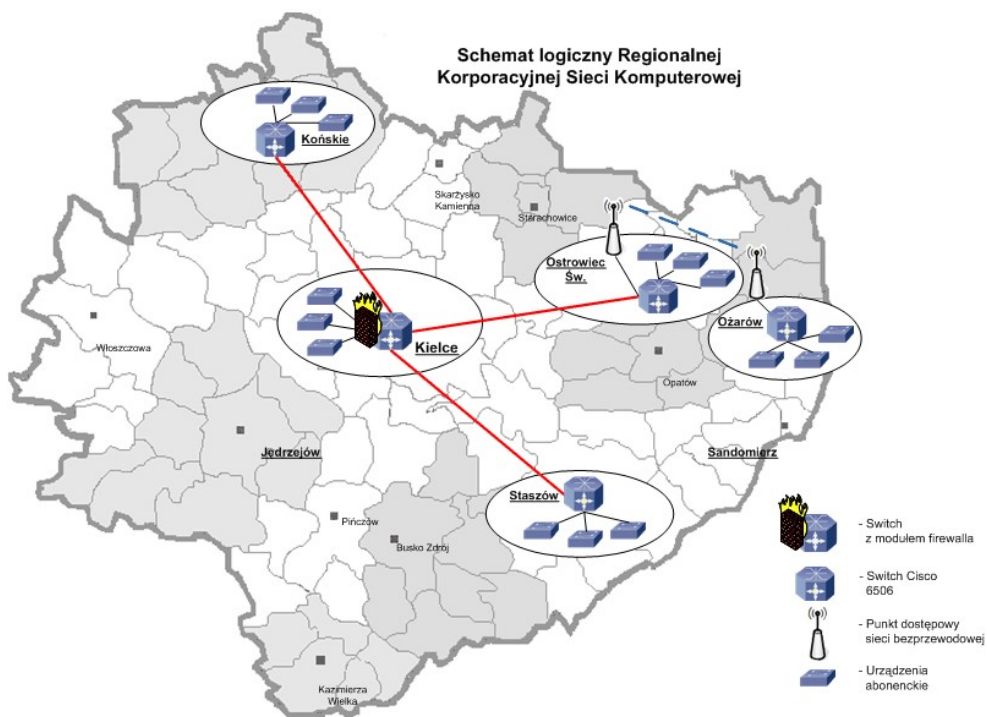 Schemat logiczny Regionalnej
Korporacyjnej Sieci Komputerowej
Końskie
Skarżysko
Kamienna
Starachowice
Ostrowiec
Św.
Kielce
Ożarów
Włoszczowa
Opatów
Jędrzejów
Sandomierz
Staszów
Pińczów
Busko Zdrój
Kazimierza
Wielka
- Switch
z modułem firewalla
- Switch Cisco
6506
- Punkt dostępowy
sieci bezprzewodowej
- Urządzenia
abonenckie